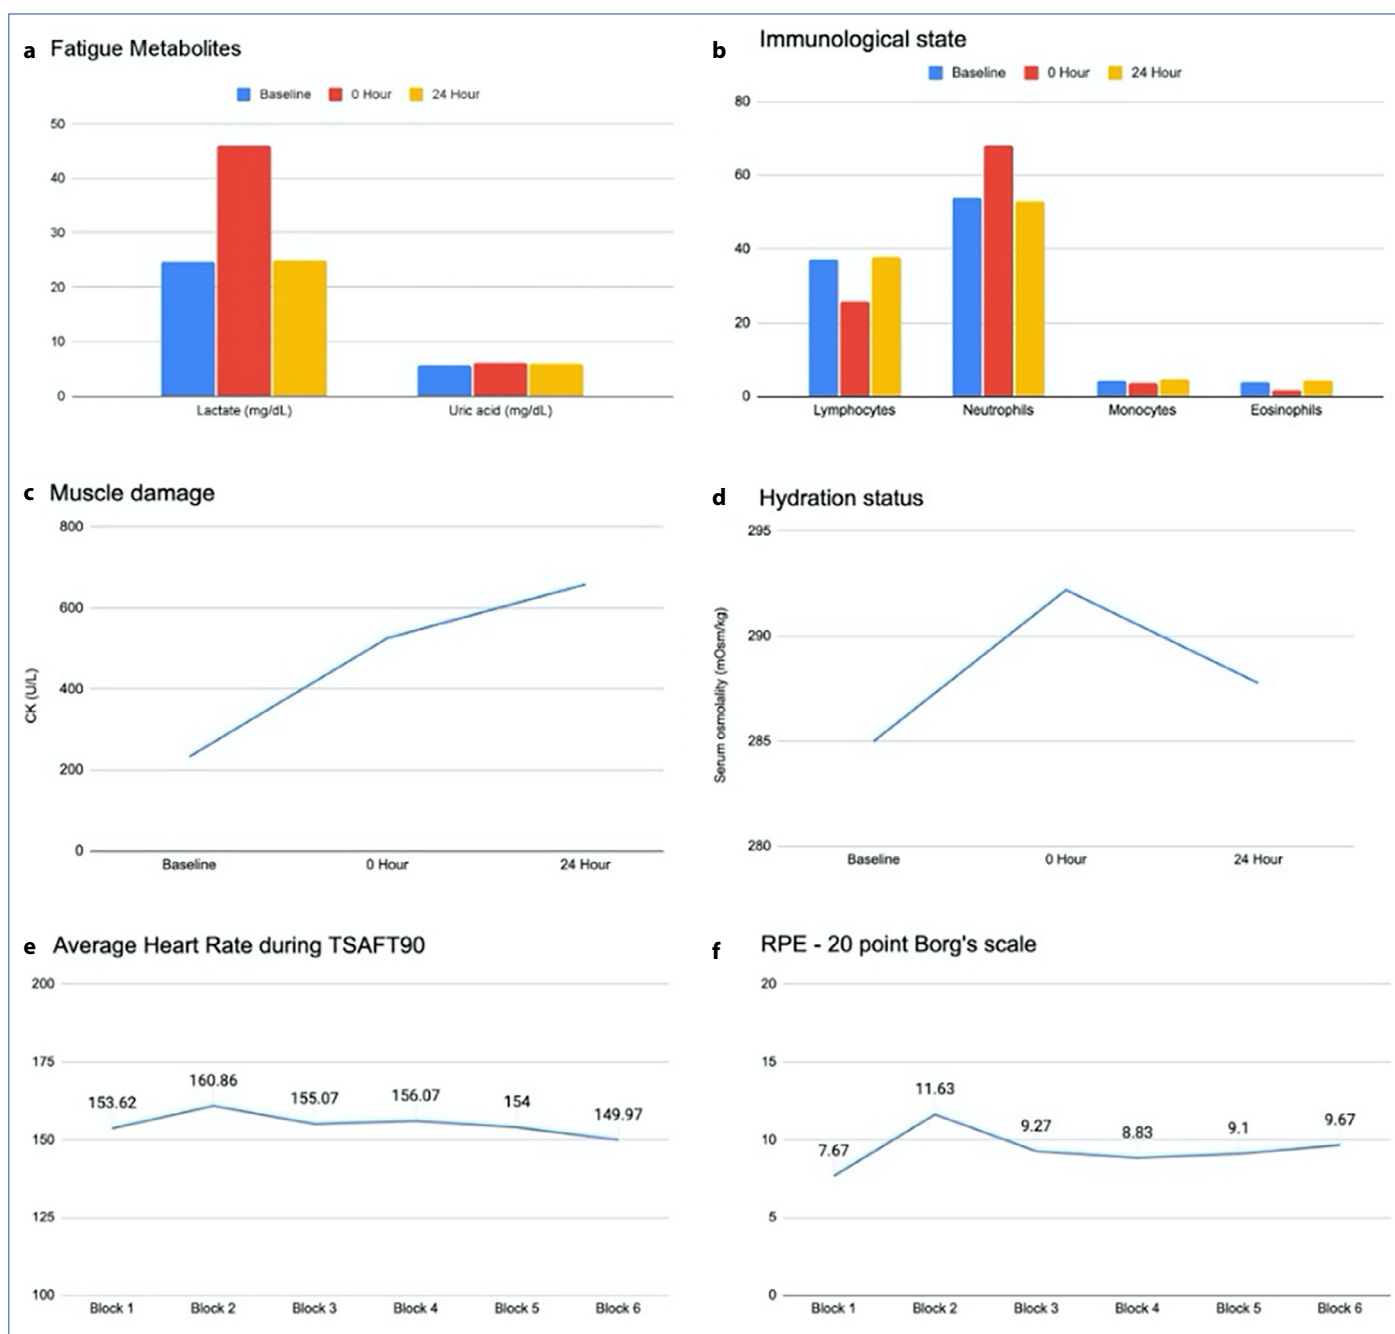 a Fatigue Metabolites
Baseline 0 Hour 24 Hour
50
40
30
20
10
0
Lactate (mg/dL) Uric acid (mg/dL)
b Immunological state
Baseline 0 Hour 24 Hour
80
60
40
20
0
Lymphocytes Neutrophils Monocytes Eosinophils
c Muscle damage
CK (U/L)
800
600
400
200
0
Baseline 0 Hour 24 Hour
d Hydration status
Serum osmolality (mOsm/kg)
295
290
285
280
Baseline 0 Hour 24 Hour
e Average Heart Rate during TSAFT90
200
175
150
125
100
153.62 160.86 155.07 156.07 154 149.97
Block 1 Block 2 Block 3 Block 4 Block 5 Block 6
f RPE - 20 point Borg's scale
20
15
10
5
0
7.67 11.63 9.27 8.83 9.1 9.67
Block 1 Block 2 Block 3 Block 4 Block 5 Block 6